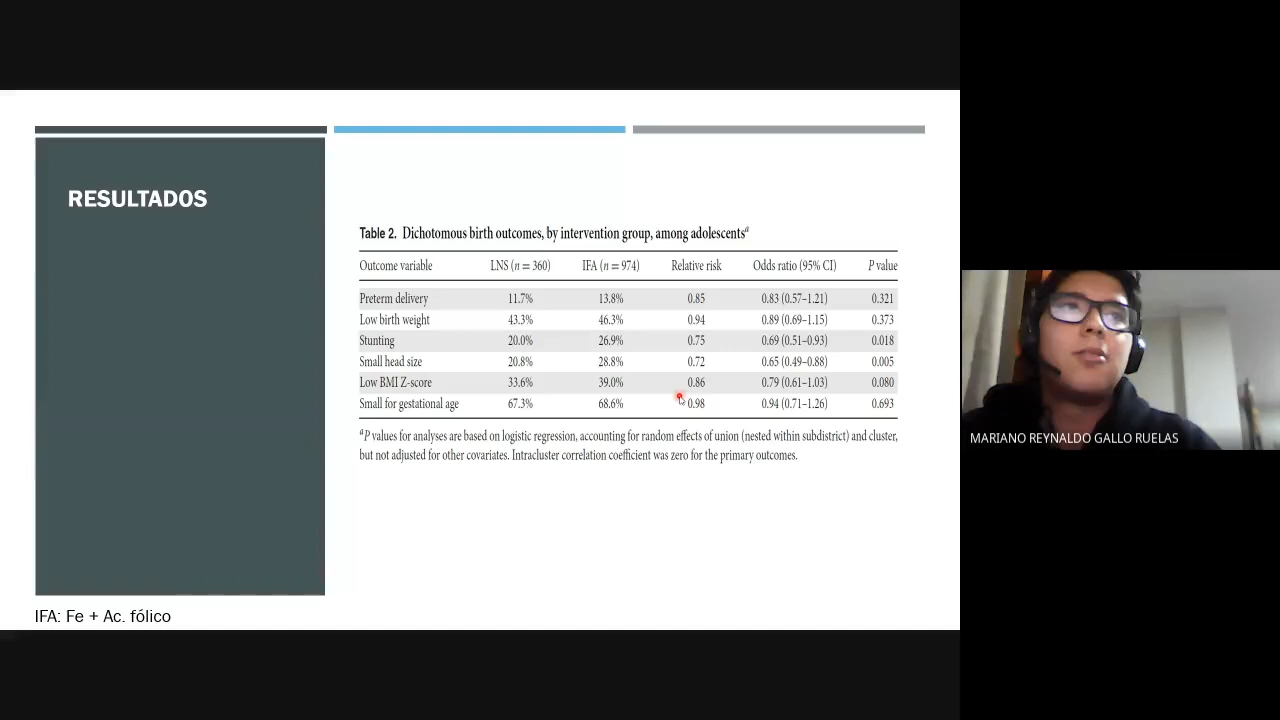 RESULTADOS
Table 2. Dichotomous birth outcomes, by intervention group, among adolescentsᵃ
Outcome variable LNS (n = 360) IFA (n = 974) Relative risk Odds ratio (95% CI) P value
Preterm delivery 11.7% 13.8% 0.85 0.83 (0.57–1.21) 0.321
Low birth weight 43.3% 46.3% 0.94 0.89 (0.69–1.15) 0.373
Stunting 20.0% 26.9% 0.75 0.69 (0.51–0.93) 0.018
Small head size 20.8% 28.8% 0.72 0.65 (0.49–0.88) 0.005
Low BMI Z-score 33.6% 39.0% 0.86 0.79 (0.61–1.03) 0.080
Small for gestational age 67.3% 68.6% 0.98 0.94 (0.71–1.26) 0.693
ᵃP values for analyses are based on logistic regression, accounting for random effects of union (nested within subdistrict) and cluster,
but not adjusted for other covariates. Intracluster correlation coefficient was zero for the primary outcomes.
IFA: Fe + Ac. fólico
MARIANO REYNALDO GALLO RUELAS